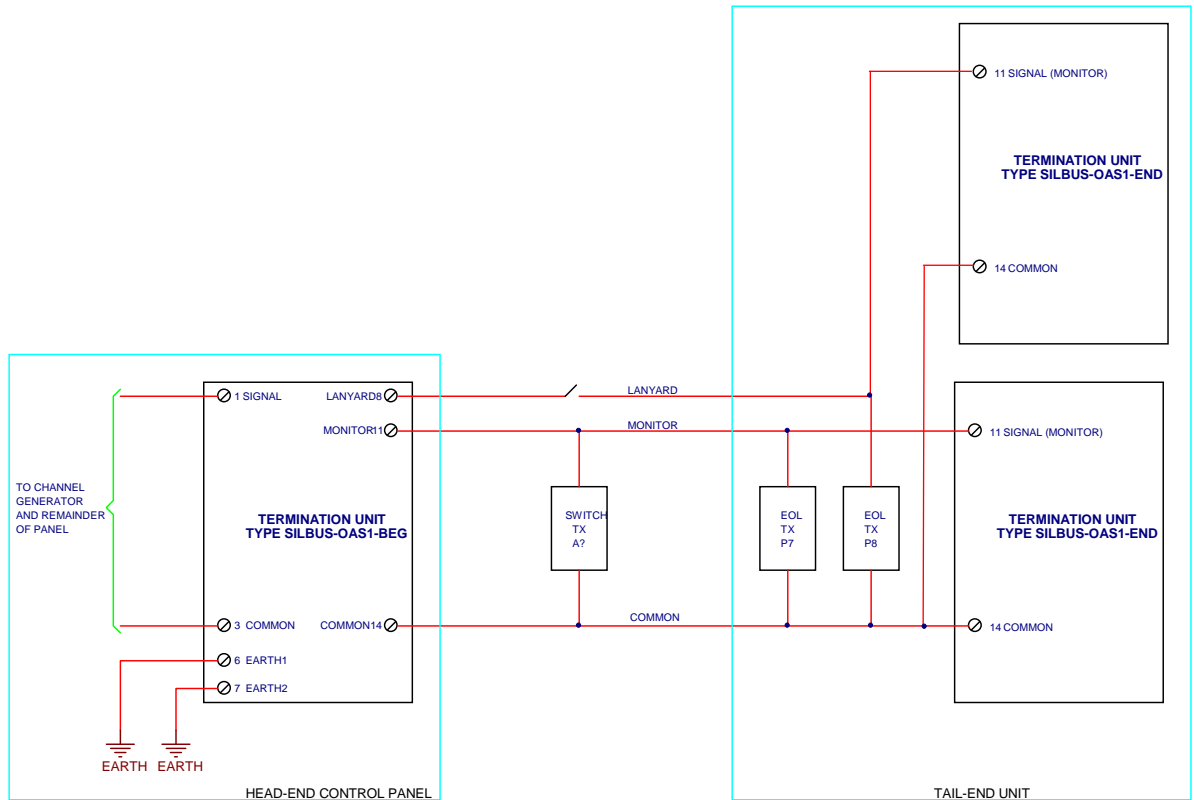 11 SIGNAL (MONITOR)
TERMINATION UNIT
TYPE SILBUS-OAS1-END
14 COMMON
1 SIGNAL
LANYARD8
LANYARD
MONITOR11
MONITOR
11 SIGNAL (MONITOR)
TO CHANNEL
GENERATOR
AND REMAINDER
OF PANEL
TERMINATION UNIT
TYPE SILBUS-OAS1-BEG
SWITCH
TX
A?
EOL
TX
P7
EOL
TX
P8
TERMINATION UNIT
TYPE SILBUS-OAS1-END
3 COMMON
COMMON14
COMMON
14 COMMON
6 EARTH1
7 EARTH2
EARTH
EARTH
HEAD-END CONTROL PANEL
TAIL-END UNIT